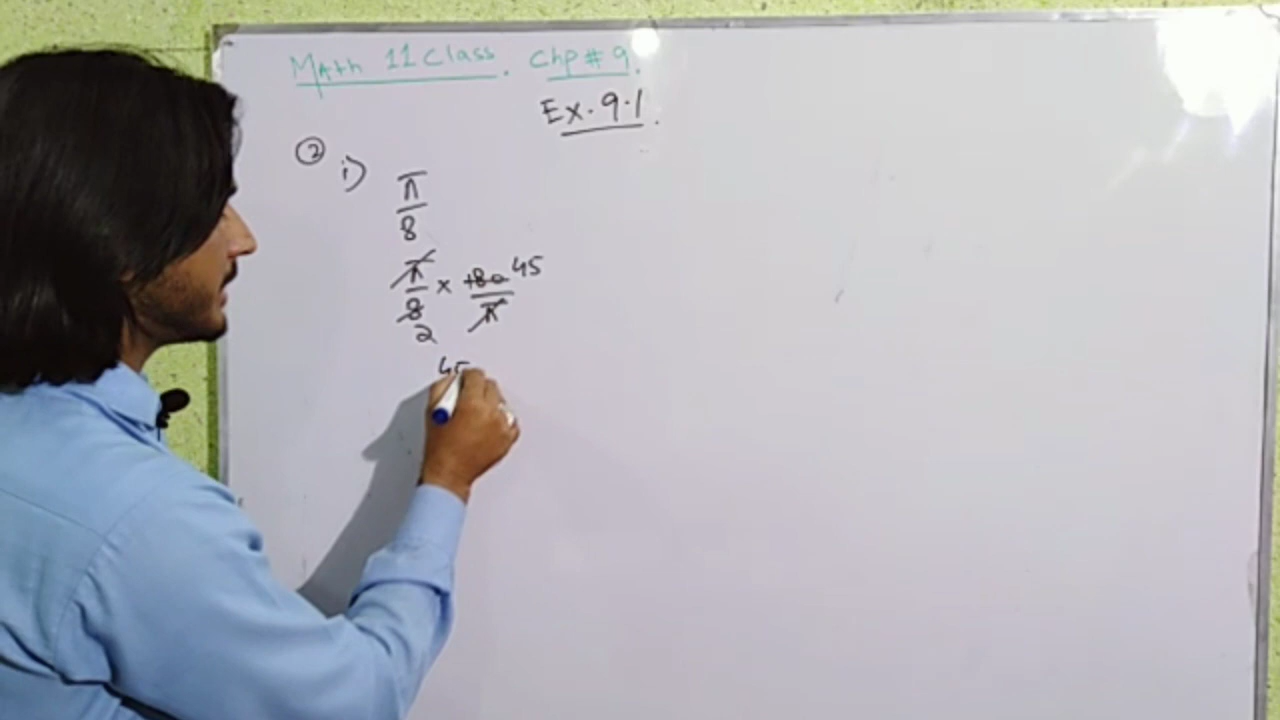 Math 11 Class. Chp # 9.
Ex. 9.1.
② i) π/8
π/8 × 180/π 45
2
45